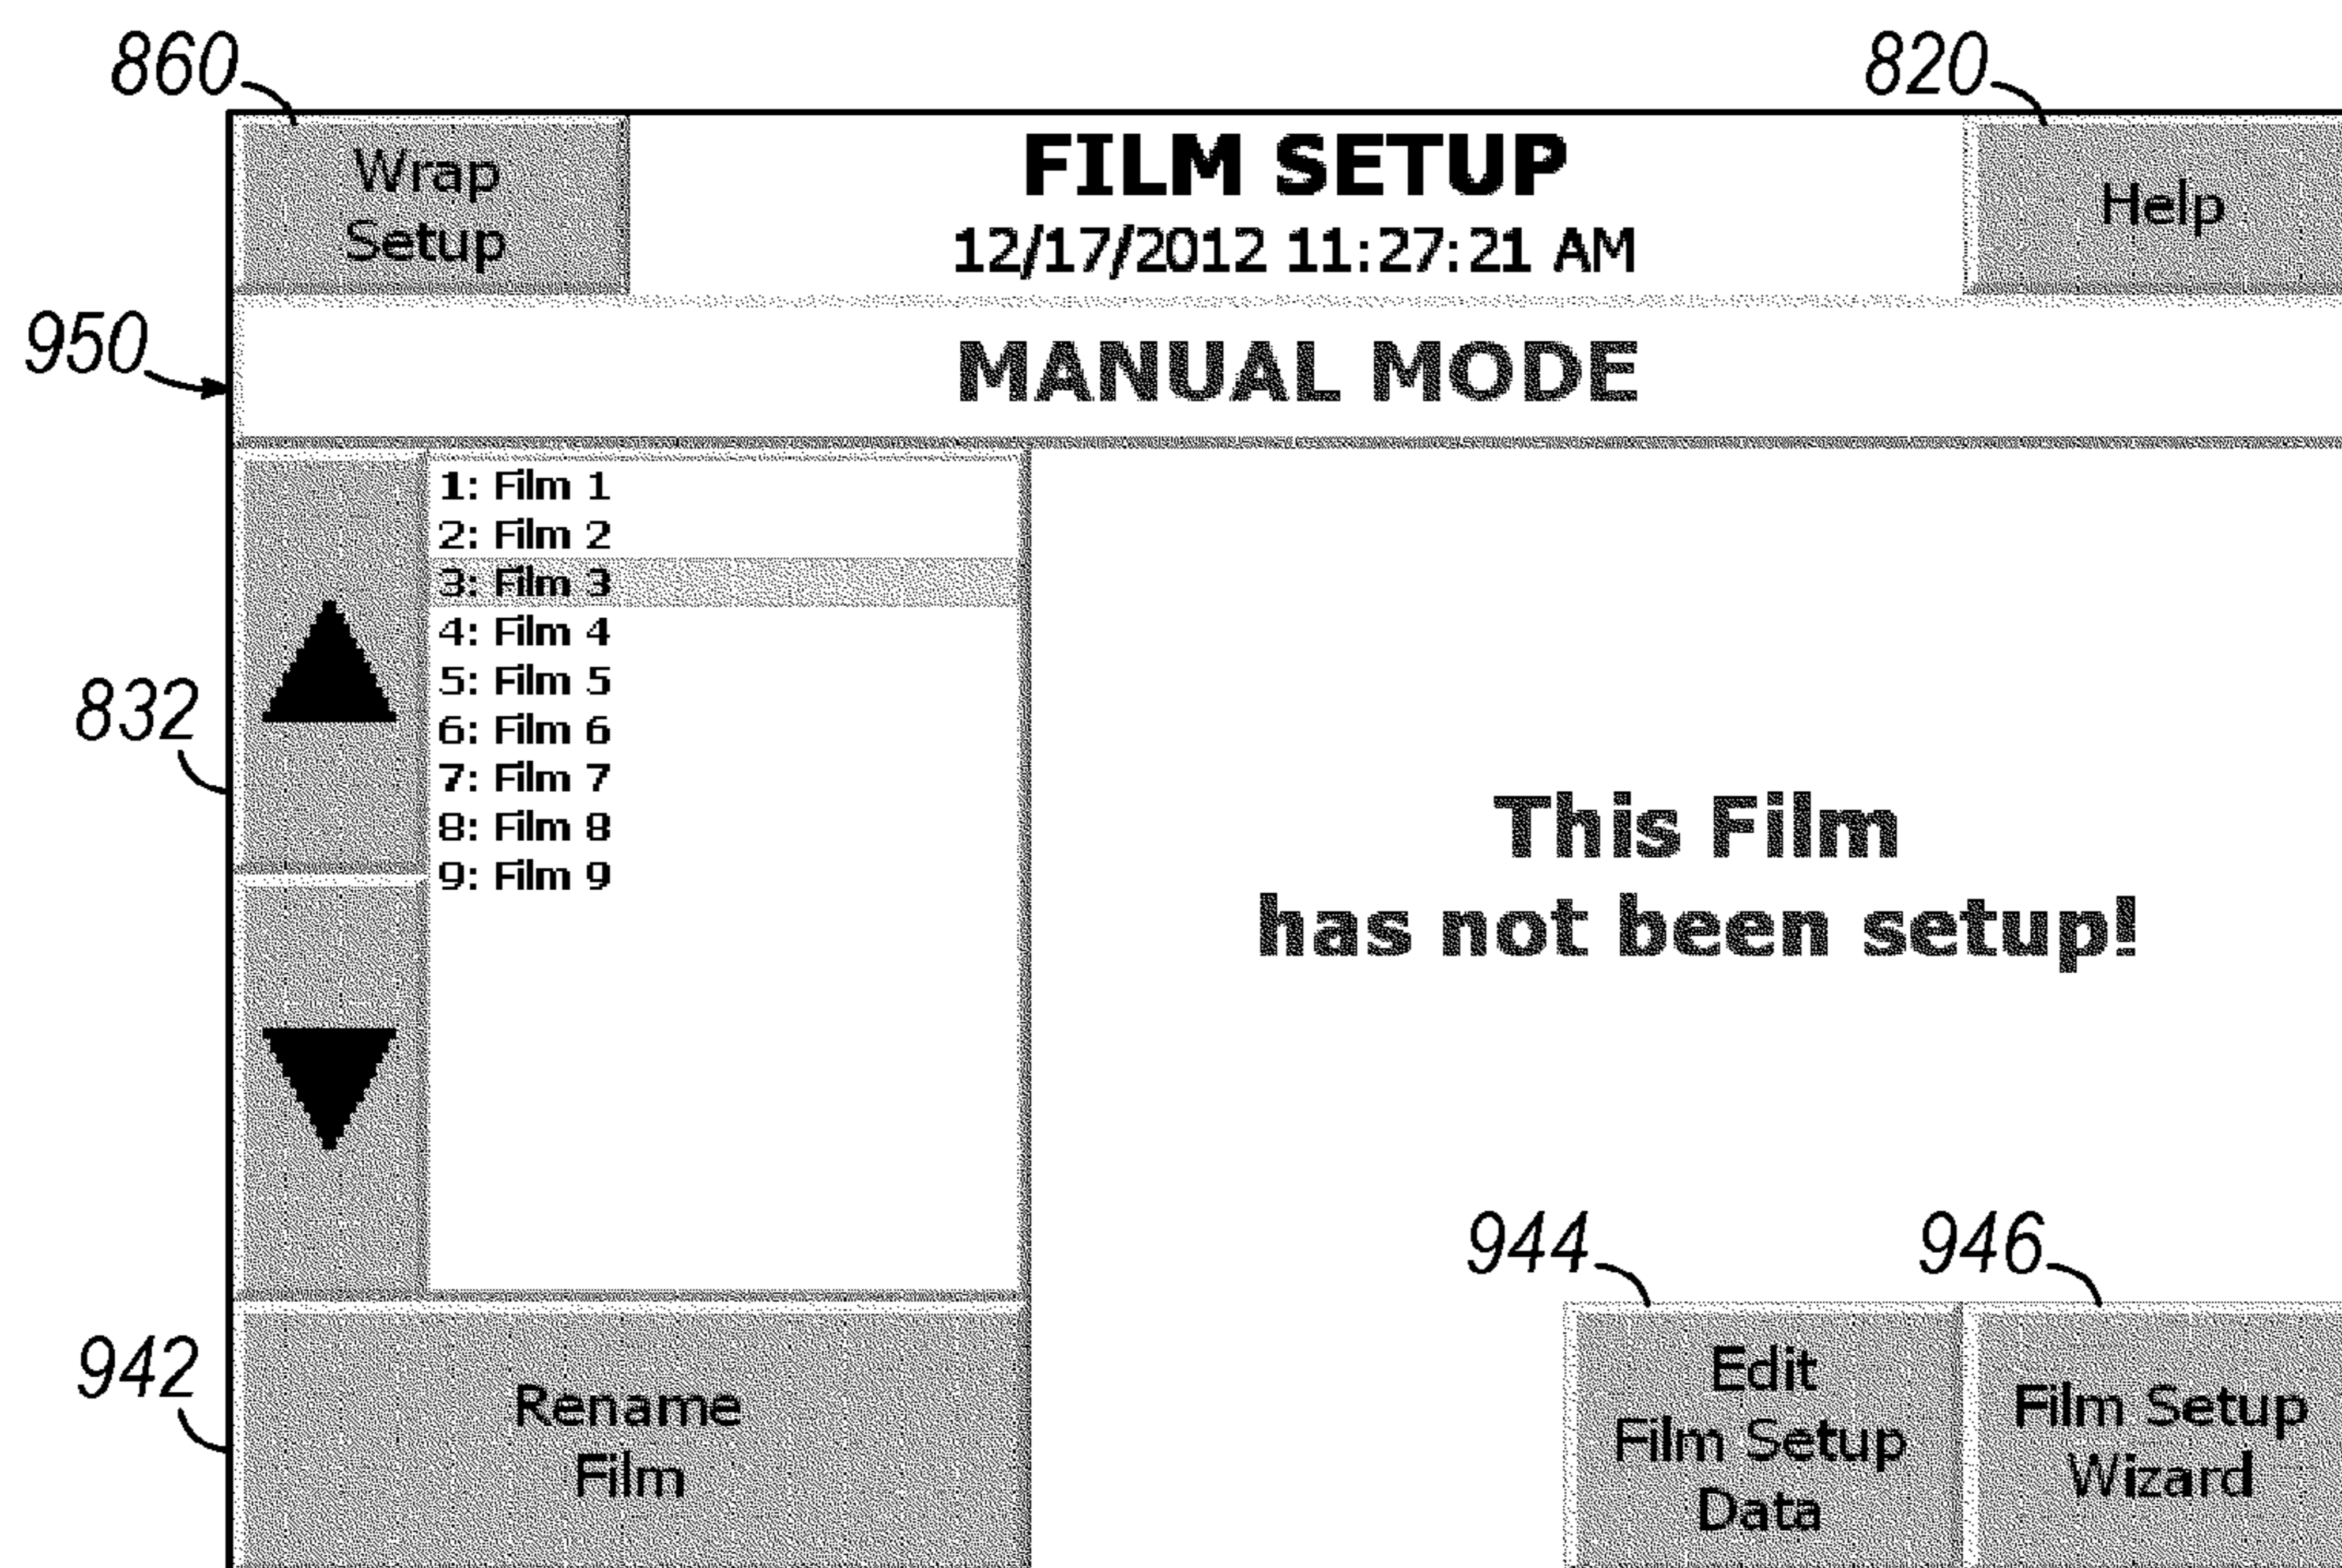 860
820
Wrap
Setup
FILM SETUP
12/17/2012 11:27:21 AM
Help
950
MANUAL MODE
1: Film 1
2: Film 2
3: Film 3
4: Film 4
5: Film 5
6: Film 6
7: Film 7
8: Film 8
9: Film 9
832
This Film
has not been setup!
944
946
942
Rename
Film
Edit
Film Setup
Data
Film Setup
Wizard